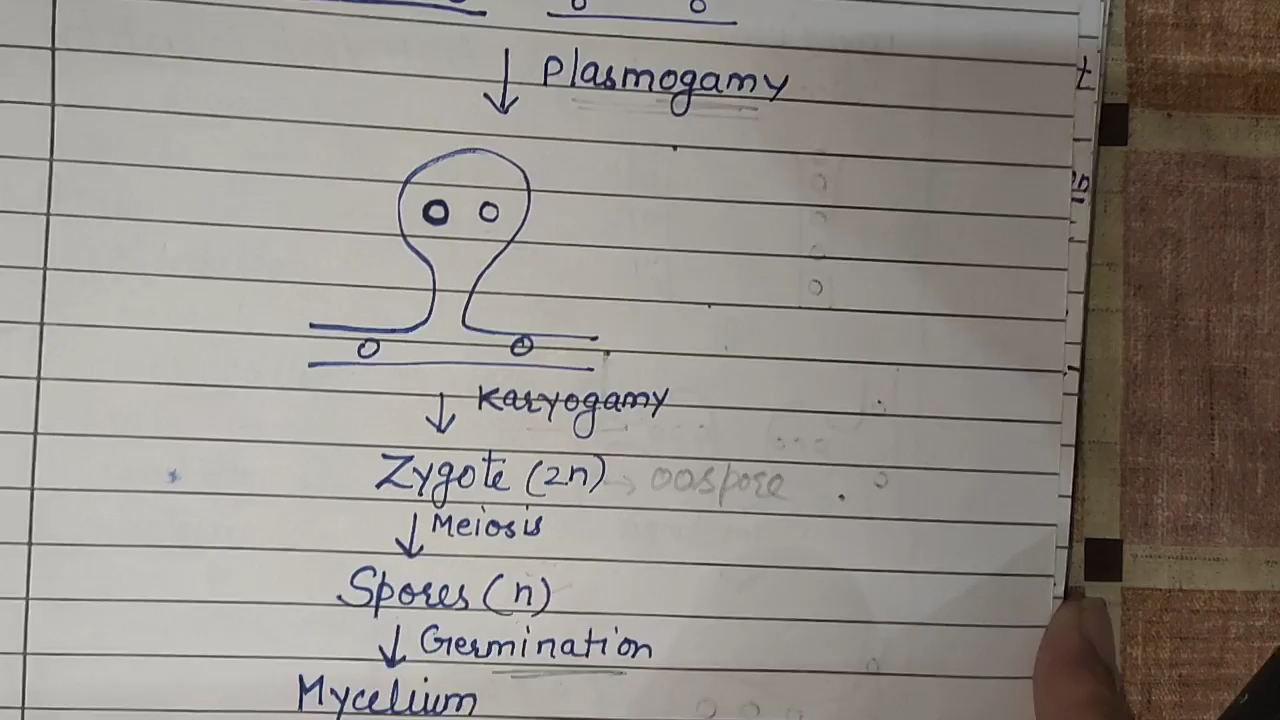 Plasmogamy
Karyogamy
Zygote (2n) → oospore
Meiosis
Spores (n)
Germination
Mycelium